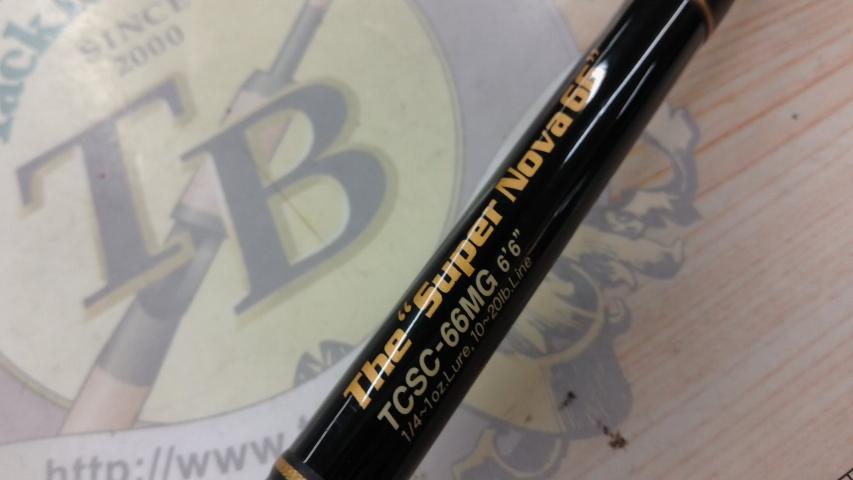 SINCE
2000
TB
The "Super Nova 66"
TCSC-66MG 6'6"
1/4~1oz.Lure.10~20lb.Line
http://www.